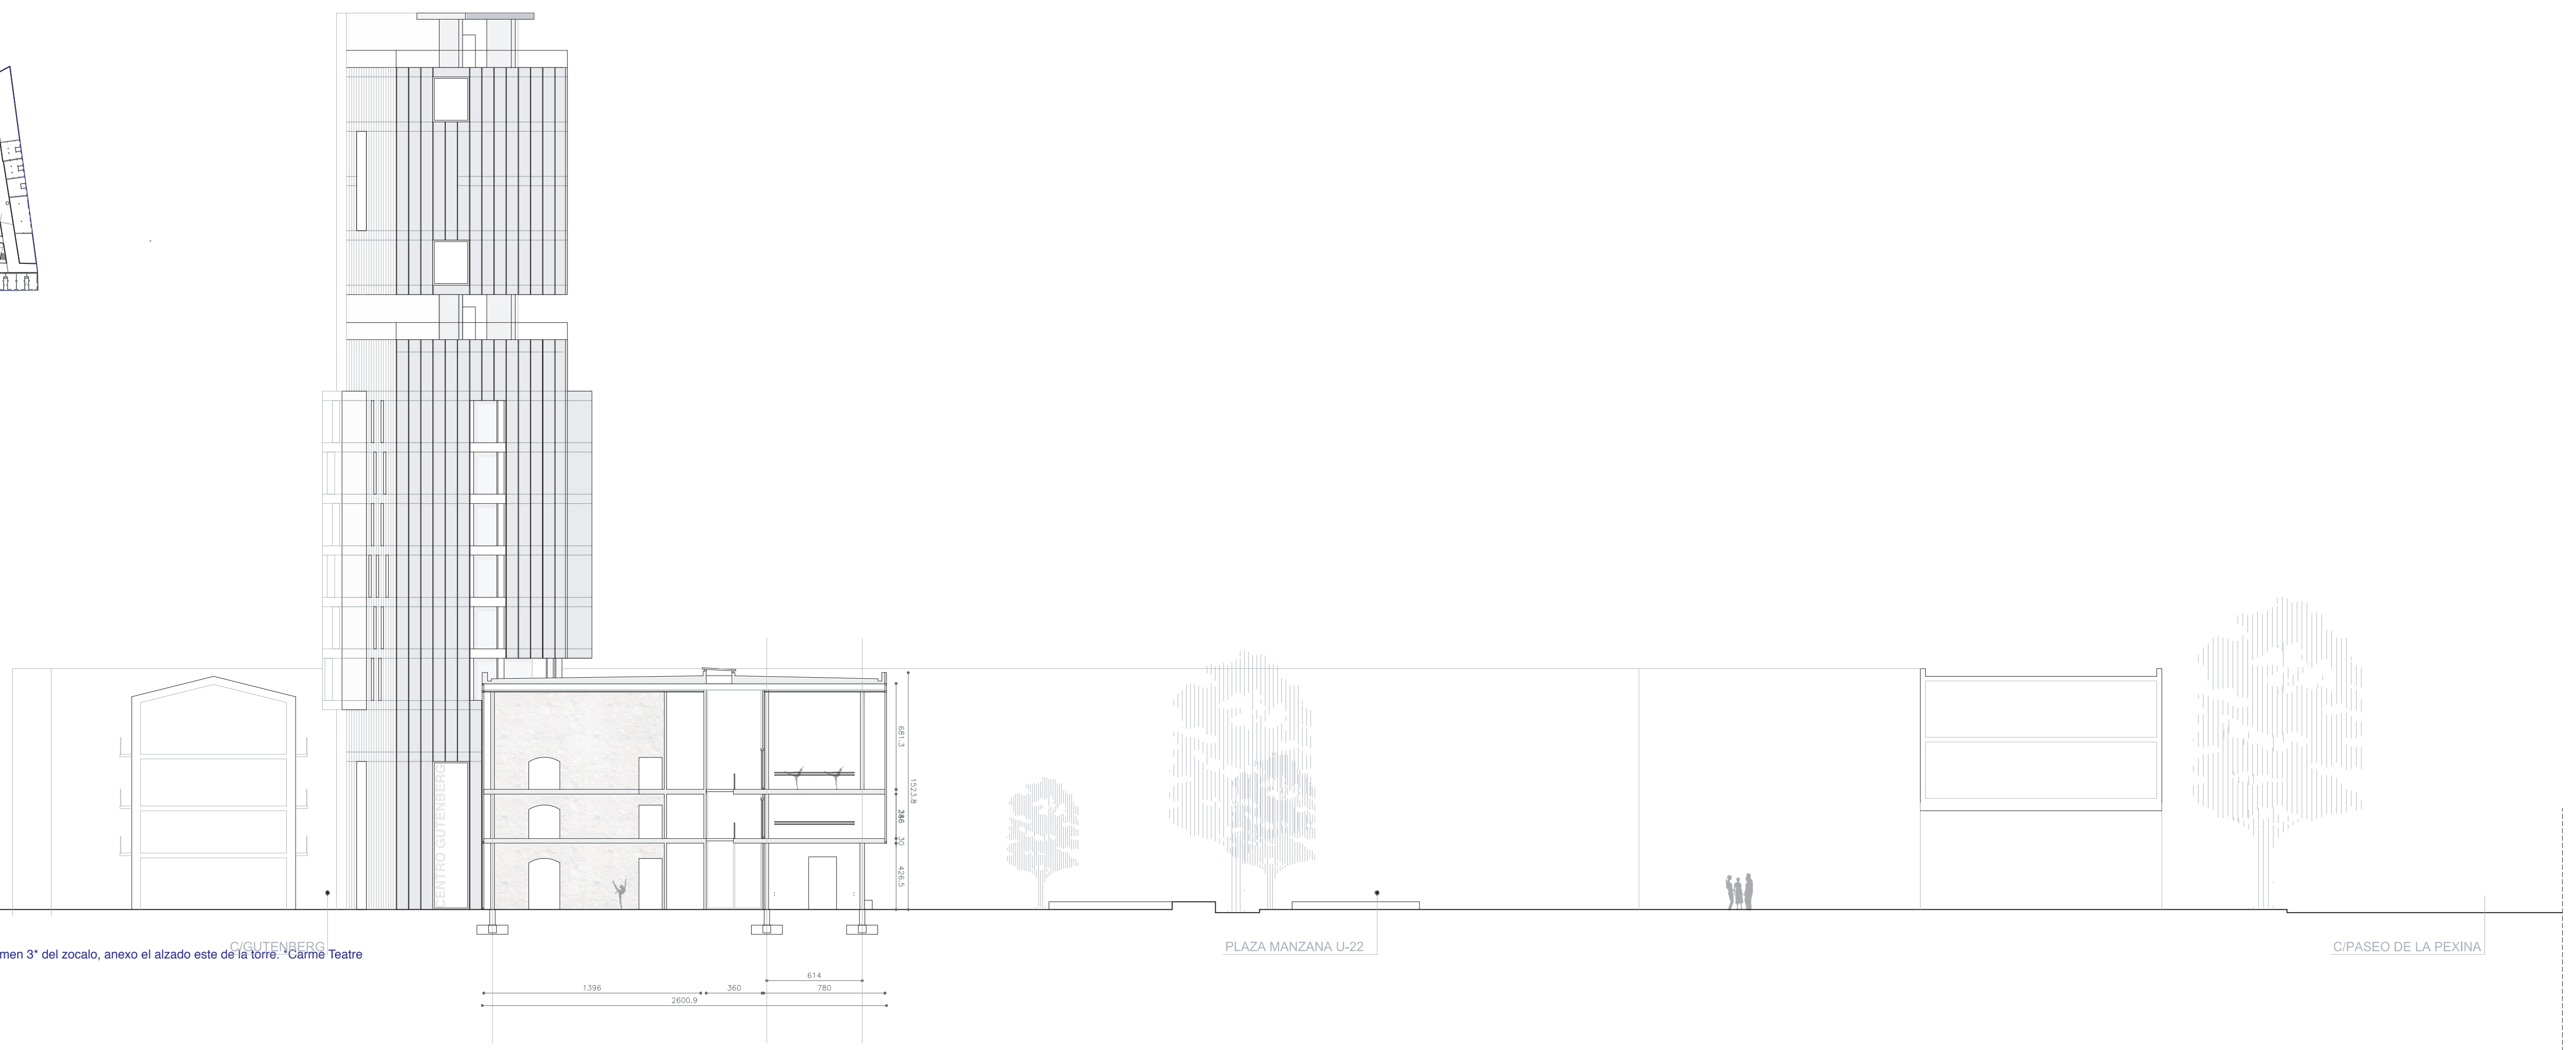 CENTRO GUTENBERG
681.3
1523.8
30
426.5
C/GUTENBERG
PLAZA MANZANA U-22
C/PASEO DE LA PEXINA
men 3* del zocalo, anexo el alzado este de la torre. *Carme Teatre
614
1396 360 780
2600.9